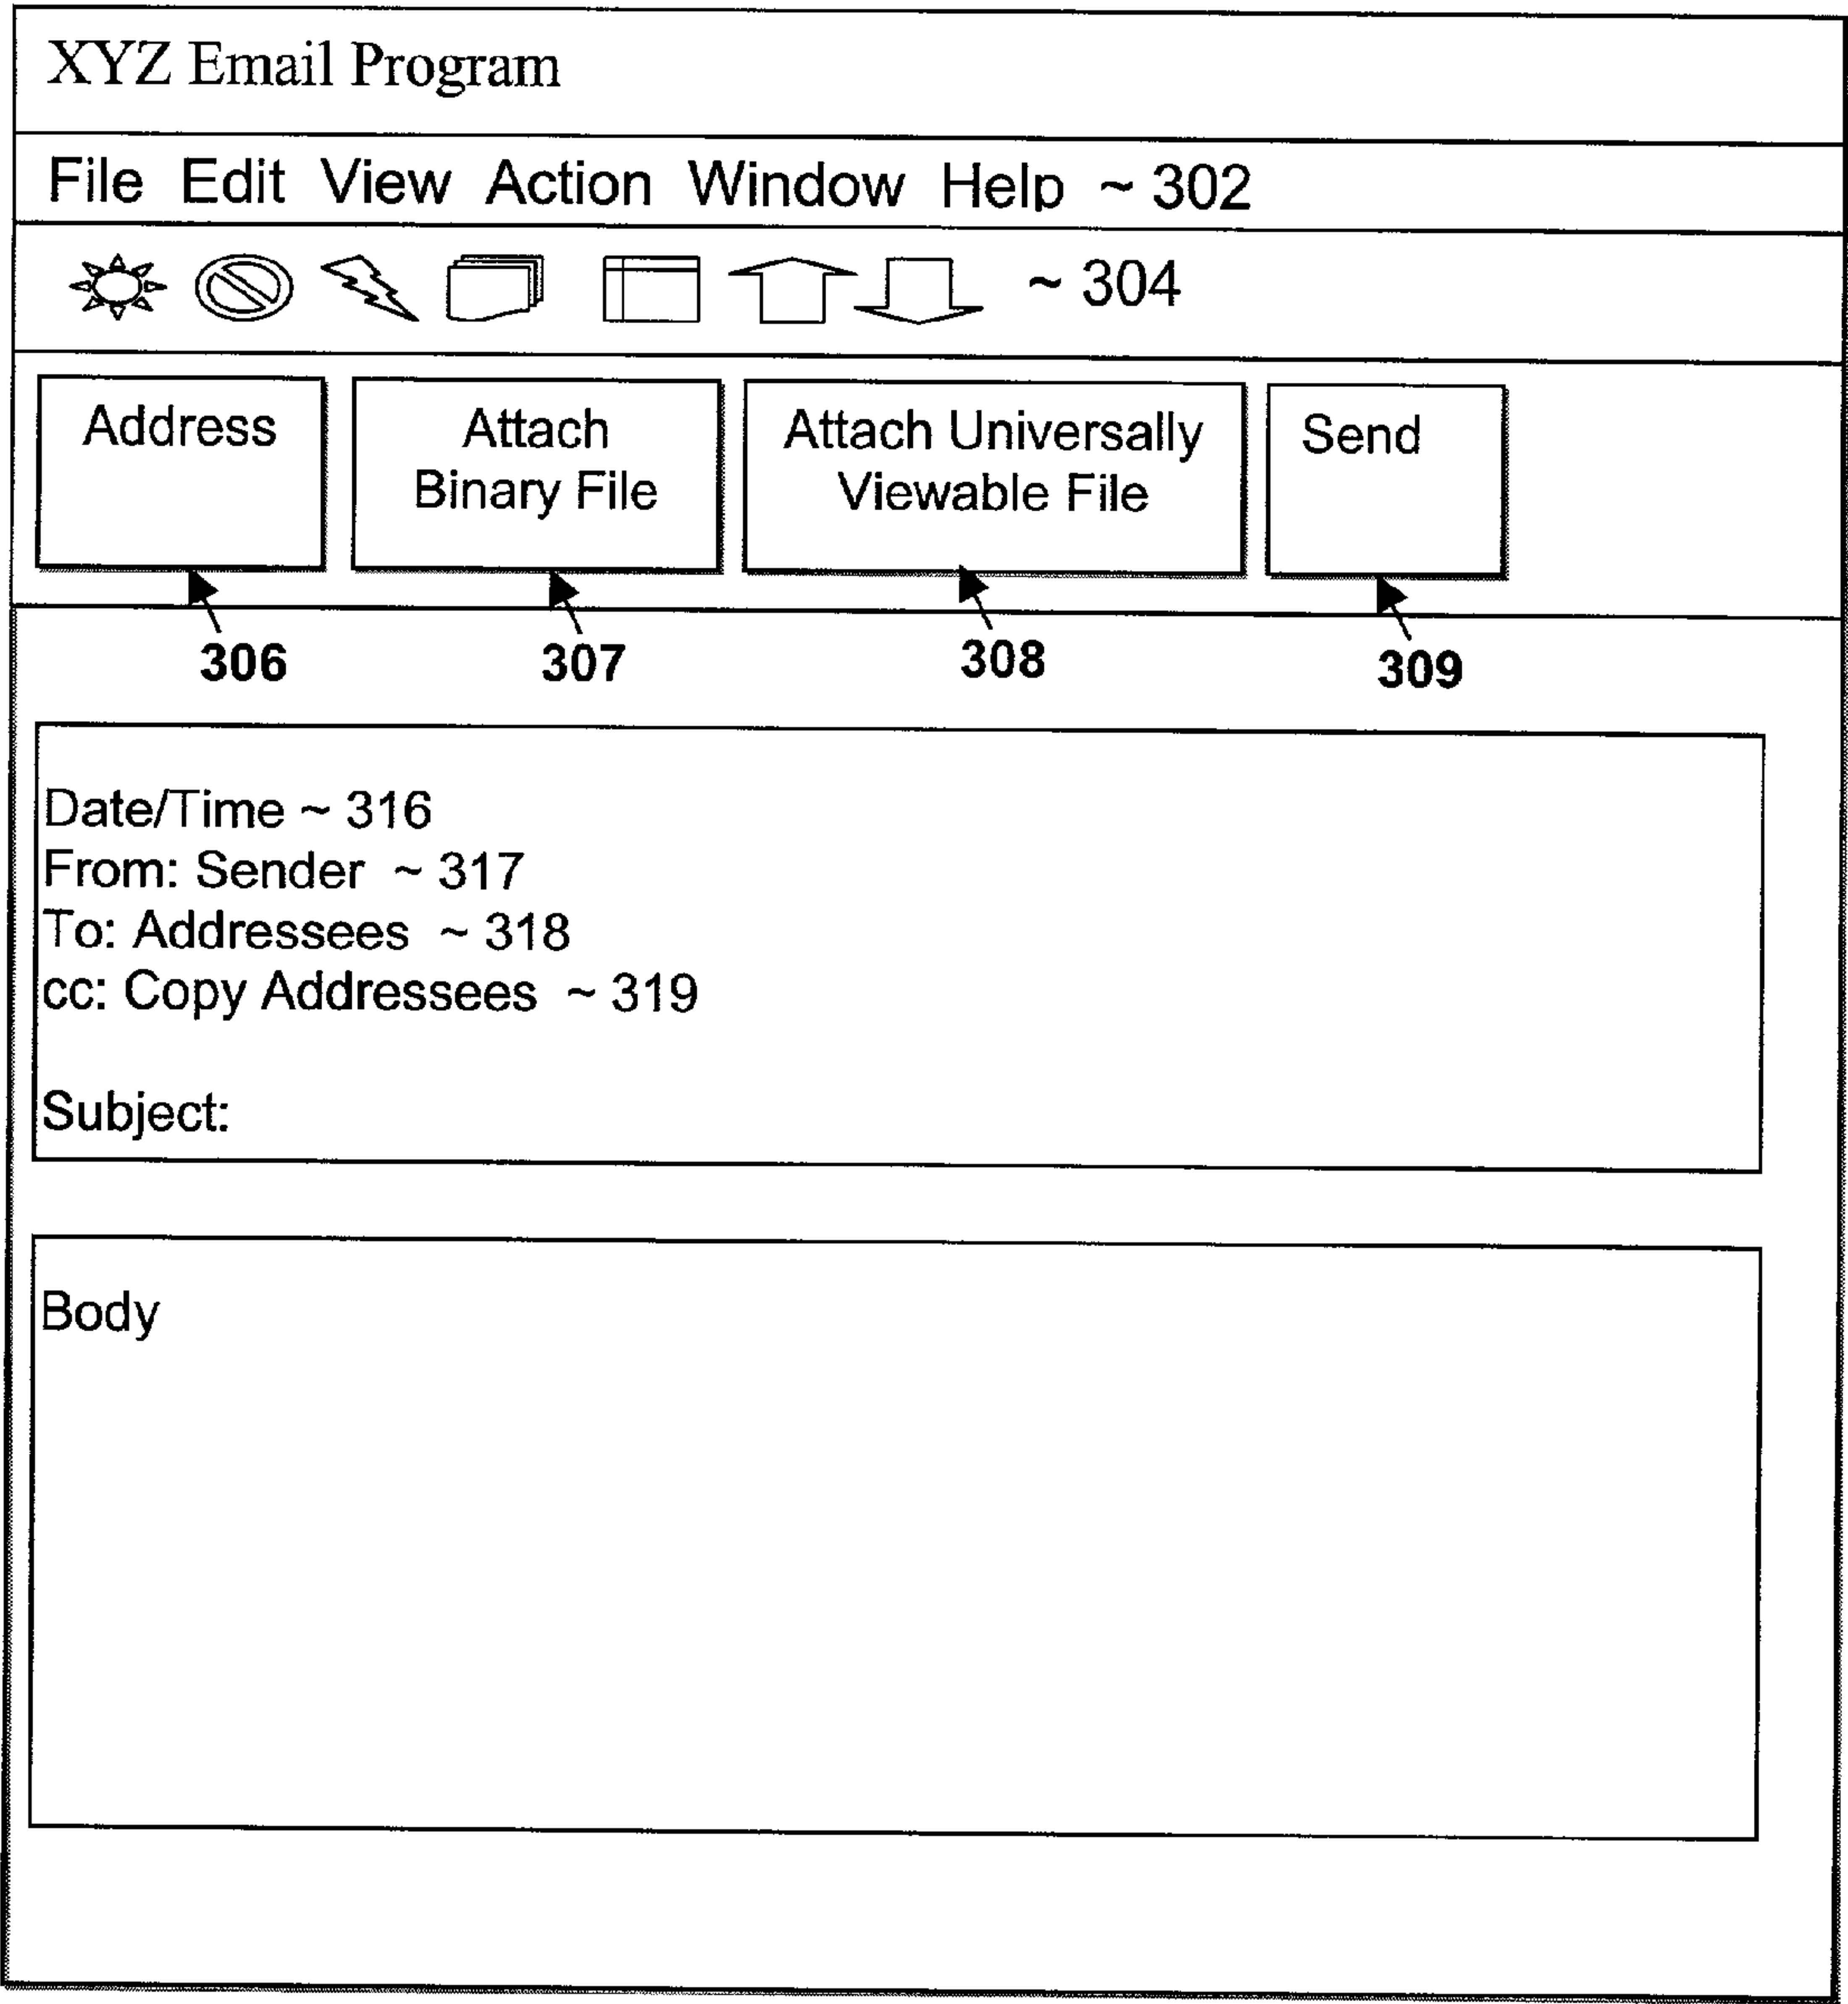 XYZ Email Program
File Edit View Action Window Help ~ 302
~ 304
Address
Attach
Binary File
Attach Universally
Viewable File
Send
306
307
308
309
Date/Time ~ 316
From: Sender ~ 317
To: Addressees ~ 318
cc: Copy Addressees ~ 319
Subject:
Body